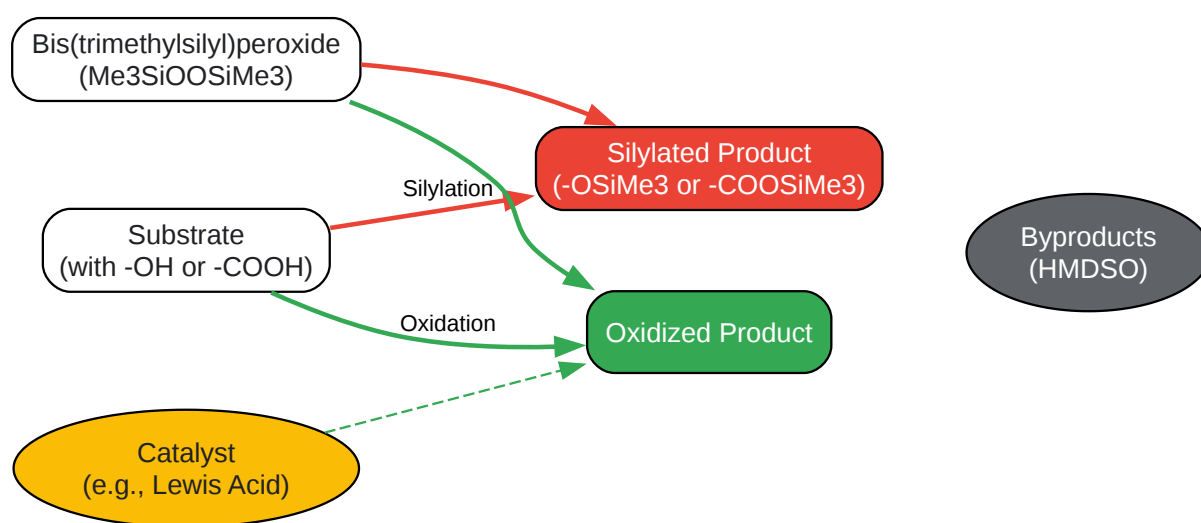 Bis(trimethylsilyl)peroxide
(Me3SiOOSiMe3)
Silylated Product
(-OSiMe3 or -COOSiMe3)
Silylation
Substrate
(with -OH or -COOH)
Byproducts
(HMDSO)
Oxidation
Oxidized Product
Catalyst
(e.g., Lewis Acid)